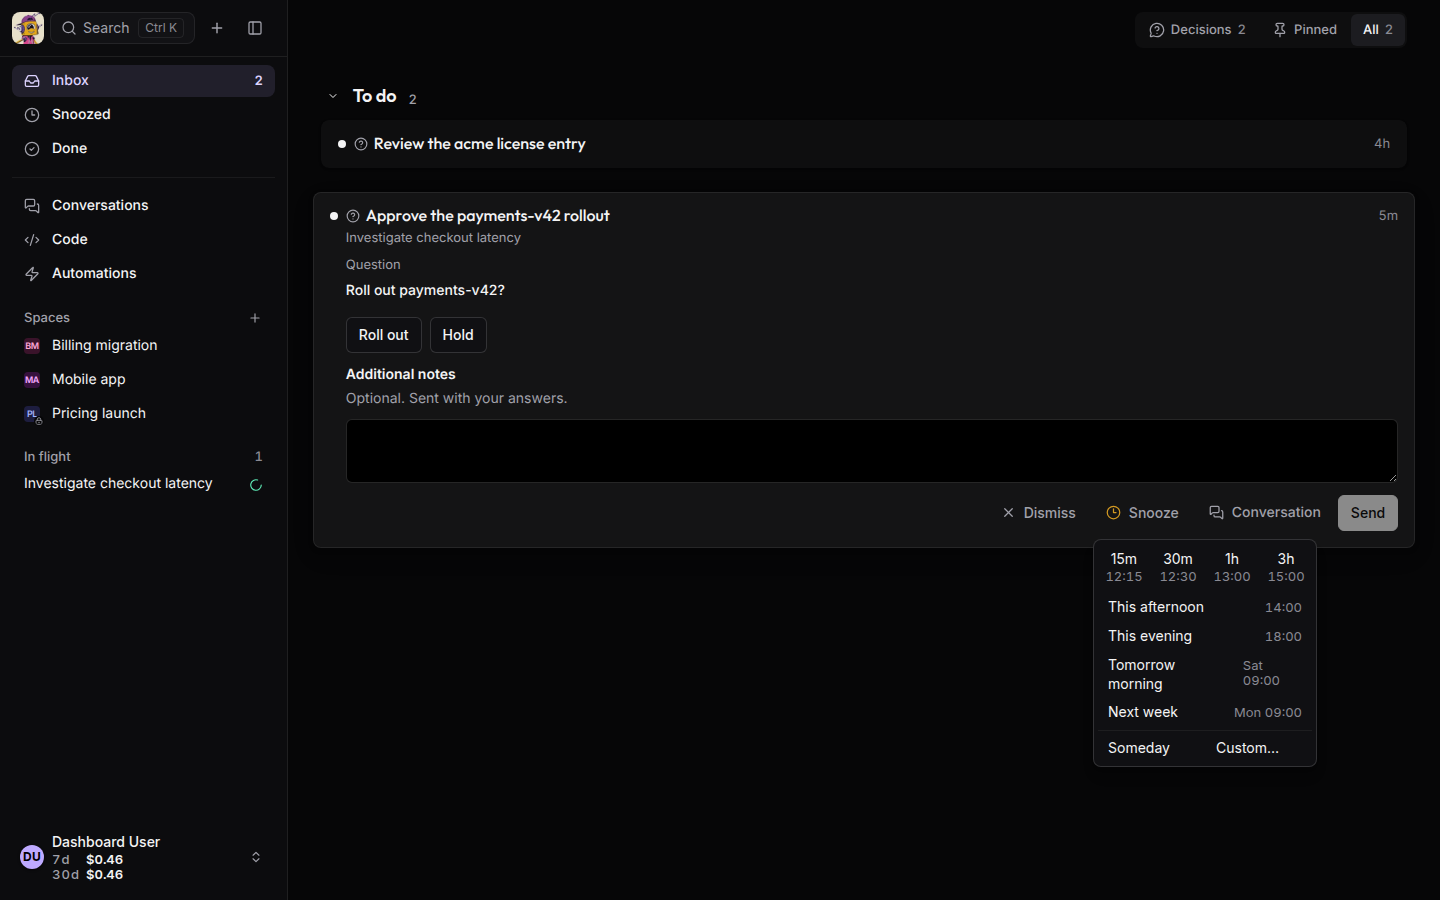 Search Ctrl K
Inbox 2
Snoozed
Done
Conversations
Code
Automations
Spaces
BM Billing migration
MA Mobile app
PL Pricing launch
In flight 1
Investigate checkout latency
DU Dashboard User
7d $0.46
30d $0.46
Decisions 2 Pinned All 2
To do 2
Review the acme license entry 4h
Approve the payments-v42 rollout 5m
Investigate checkout latency
Question
Roll out payments-v42?
Roll out Hold
Additional notes
Optional. Sent with your answers.
Dismiss Snooze Conversation Send
15m 30m 1h 3h
12:15 12:30 13:00 15:00
This afternoon 14:00
This evening 18:00
Tomorrow Sat
morning 09:00
Next week Mon 09:00
Someday Custom...